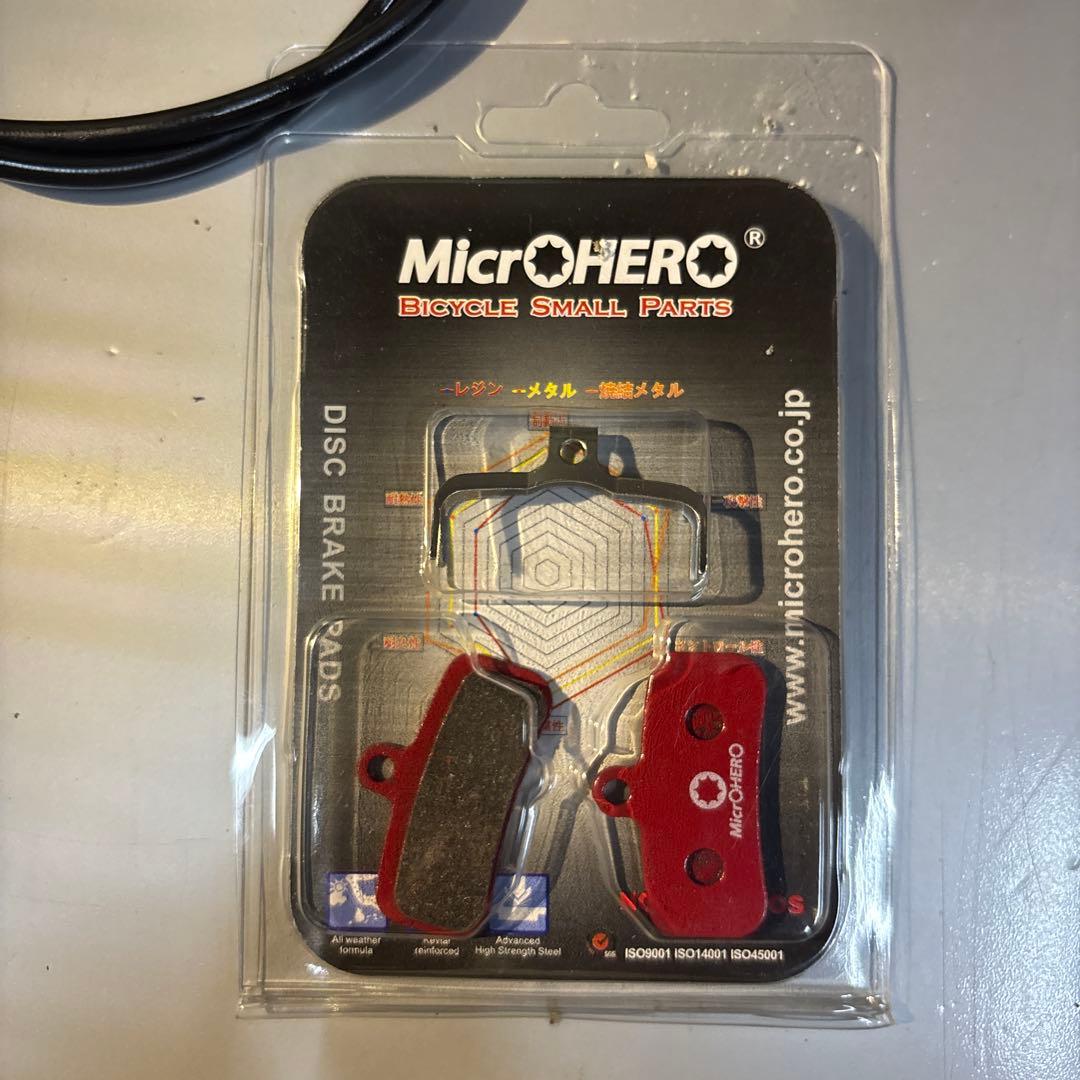 MicrOHERO®
BICYCLE SMALL PARTS
レジン --メタル 焼結メタル
DISC BRAKE PADS
www.microhero.co.jp
MicrOHERO
All weather
formula
Kevlar
reinforced
Advanced
High Strength Steel
SGS
ISO9001 ISO14001 ISO45001